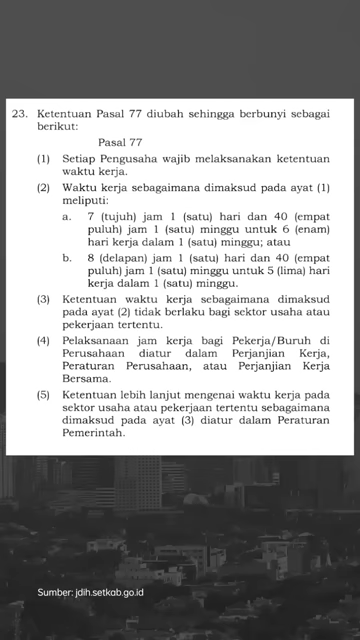 23. Ketentuan Pasal 77 diubah sehingga berbunyi sebagai
berikut:
Pasal 77
(1) Setiap Pengusaha wajib melaksanakan ketentuan
waktu kerja.
(2) Waktu kerja sebagaimana dimaksud pada ayat (1)
meliputi:
a. 7 (tujuh) jam 1 (satu) hari dan 40 (empat
puluh) jam 1 (satu) minggu untuk 6 (enam)
hari kerja dalam 1 (satu) minggu; atau
b. 8 (delapan) jam 1 (satu) hari dan 40 (empat
puluh) jam 1 (satu) minggu untuk 5 (lima) hari
kerja dalam 1 (satu) minggu.
(3) Ketentuan waktu kerja sebagaimana dimaksud
pada ayat (2) tidak berlaku bagi sektor usaha atau
pekerjaan tertentu.
(4) Pelaksanaan jam kerja bagi Pekerja/Buruh di
Perusahaan diatur dalam Perjanjian Kerja,
Peraturan Perusahaan, atau Perjanjian Kerja
Bersama.
(5) Ketentuan lebih lanjut mengenai waktu kerja pada
sektor usaha atau pekerjaan tertentu sebagaimana
dimaksud pada ayat (3) diatur dalam Peraturan
Pemerintah.
Sumber: jdih.setkab.go.id